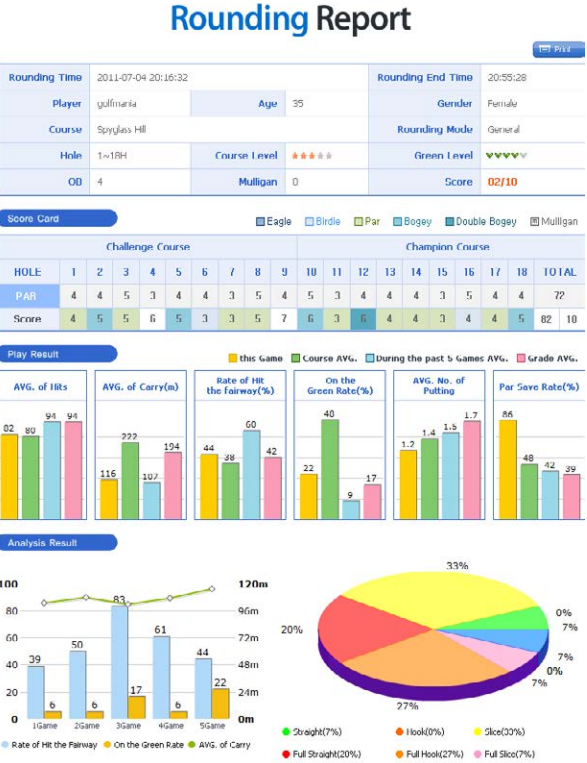 Rounding Report
Print
Rounding Time 2011-07-04 20:16:32 Rounding End Time 20:55:28
Player golfmania Age 35 Gender Female
Course Spyglass Hill Rounding Mode General
Hole 1~18H Course Level Green Level
OB 4 Mulligan 0 Score 82/10
Score Card Eagle Birdie Par Bogey Double Bogey M Mulligan
Challenge Course Champion Course
HOLE 1 2 3 4 5 6 7 8 9 10 11 12 13 14 15 16 17 18 TOTAL
PAR 4 4 5 3 4 4 3 5 4 5 3 4 4 4 3 5 4 4 72
Score 4 5 5 6 5 3 3 5 7 6 3 6 4 4 3 4 4 5 82 10
Play Result this Game Course AVG. During the past 5 Games AVG. Grade AVG.
AVG. of Hits AVG. of Carry(m) Rate of Hit the fairway(%) On the Green Rate(%) AVG. No. of Putting Par Save Rate(%)
82 80 94 94
116 222 107 194
44 38 60 42
22 40 9 17
1.2 1.4 1.5 1.7
86 48 42 39
Analysis Result
100 120m
80 96m
60 72m
40 48m
20 24m
0 0m
39 6 50 6 83 17 61 6 44 22
1Game 2Game 3Game 4Game 5Game
Rate of Hit the Fairway On the Green Rate AVG. of Carry
33%
0%
7%
20%
7%
0%
7%
27%
Straight(7%) Hook(0%) Slice(33%)
Full Straight(20%) Full Hook(27%) Full Slice(7%)